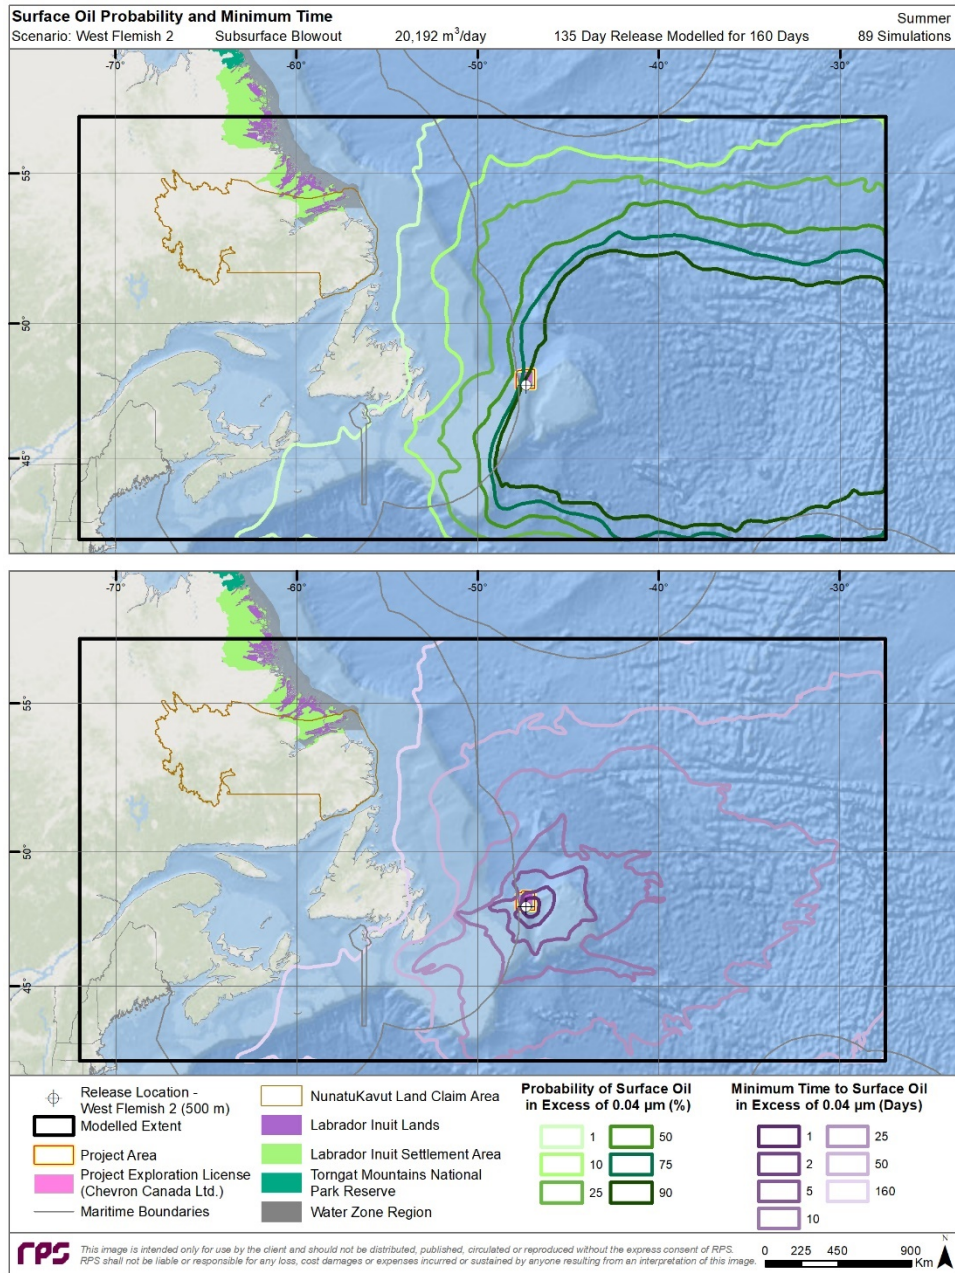 Surface Oil Probability and Minimum Time
Summer
Scenario: West Flemish 2 Subsurface Blowout 20,192 m³/day 135 Day Release Modelled for 160 Days 89 Simulations
-70° -60° -50° -40° -30°
55°
50°
45°
-70° -60° -50° -40° -30°
55°
50°
45°
Release Location -
West Flemish 2 (500 m)
Modelled Extent
Project Area
Project Exploration License
(Chevron Canada Ltd.)
Maritime Boundaries
NunatuKavut Land Claim Area
Labrador Inuit Lands
Labrador Inuit Settlement Area
Torngat Mountains National
Park Reserve
Water Zone Region
Probability of Surface Oil
in Excess of 0.04 µm (%)
1 50
10 75
25 90
Minimum Time to Surface Oil
in Excess of 0.04 µm (Days)
1 25
2 50
5 160
10
RPS
This image is intended only for use by the client and should not be distributed, published, circulated or reproduced without the express consent of RPS.
RPS shall not be liable or responsible for any loss, cost damages or expenses incurred or sustained by anyone resulting from an interpretation of this image.
0 225 450 900
Km
N